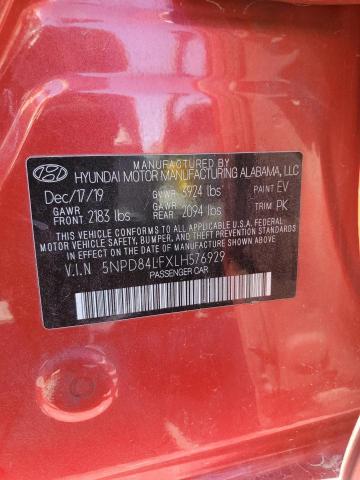 MANUFACTURED BY
HYUNDAI MOTOR MANUFACTURING ALABAMA, LLC
Dec/17/19 GVWR 3924 lbs PAINT EV
GAWR FRONT 2183 lbs GAWR REAR 2094 lbs TRIM PK
THIS VEHICLE CONFORMS TO ALL APPLICABLE U.S. FEDERAL
MOTOR VEHICLE SAFETY, BUMPER, AND THEFT PREVENTION STANDARDS
IN EFFECT ON THE DATE OF MANUFACTURE SHOWN ABOVE.
V.I.N 5NPD84LFXLH576929
PASSENGER CAR